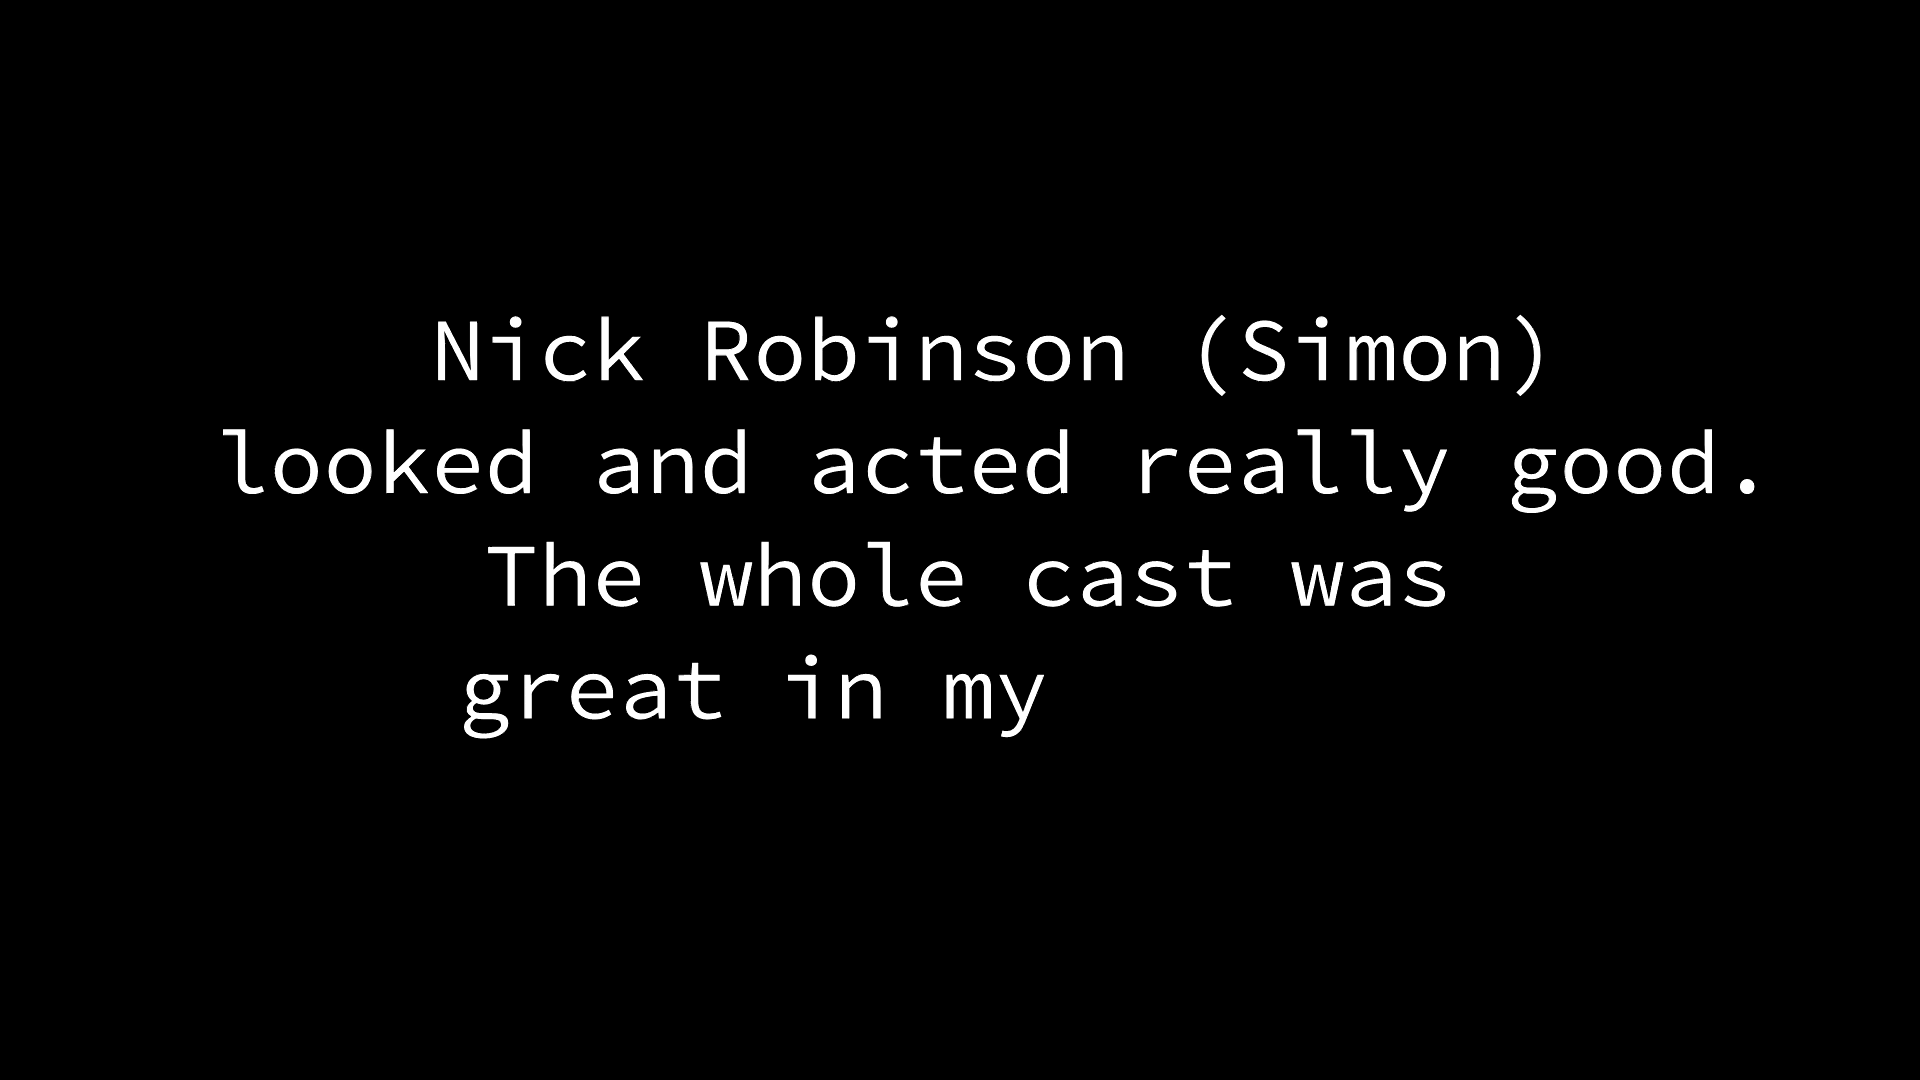 Nick Robinson (Simon)
looked and acted really good.
The whole cast was
great in my